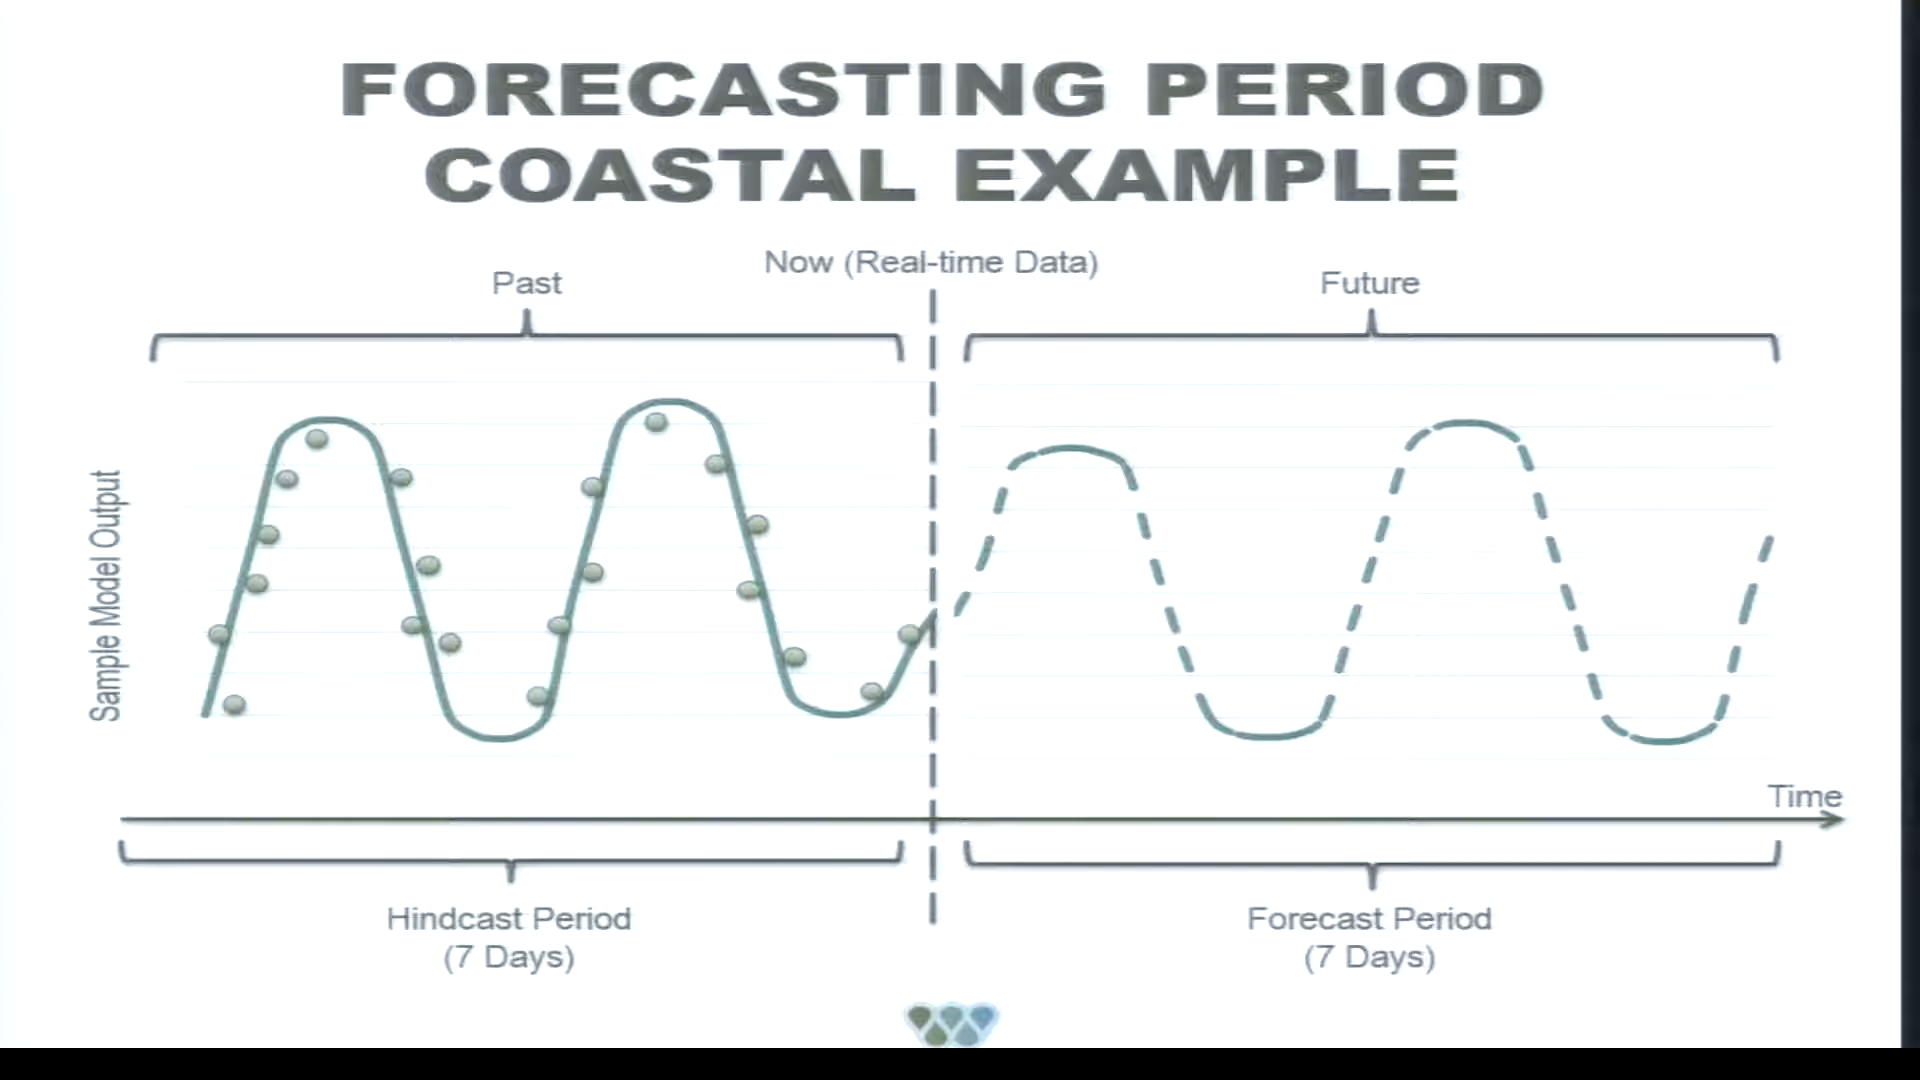 FORECASTING PERIOD
COASTAL EXAMPLE
Now (Real-time Data)
Past
Future
Sample Model Output
Time
Hindcast Period
(7 Days)
Forecast Period
(7 Days)